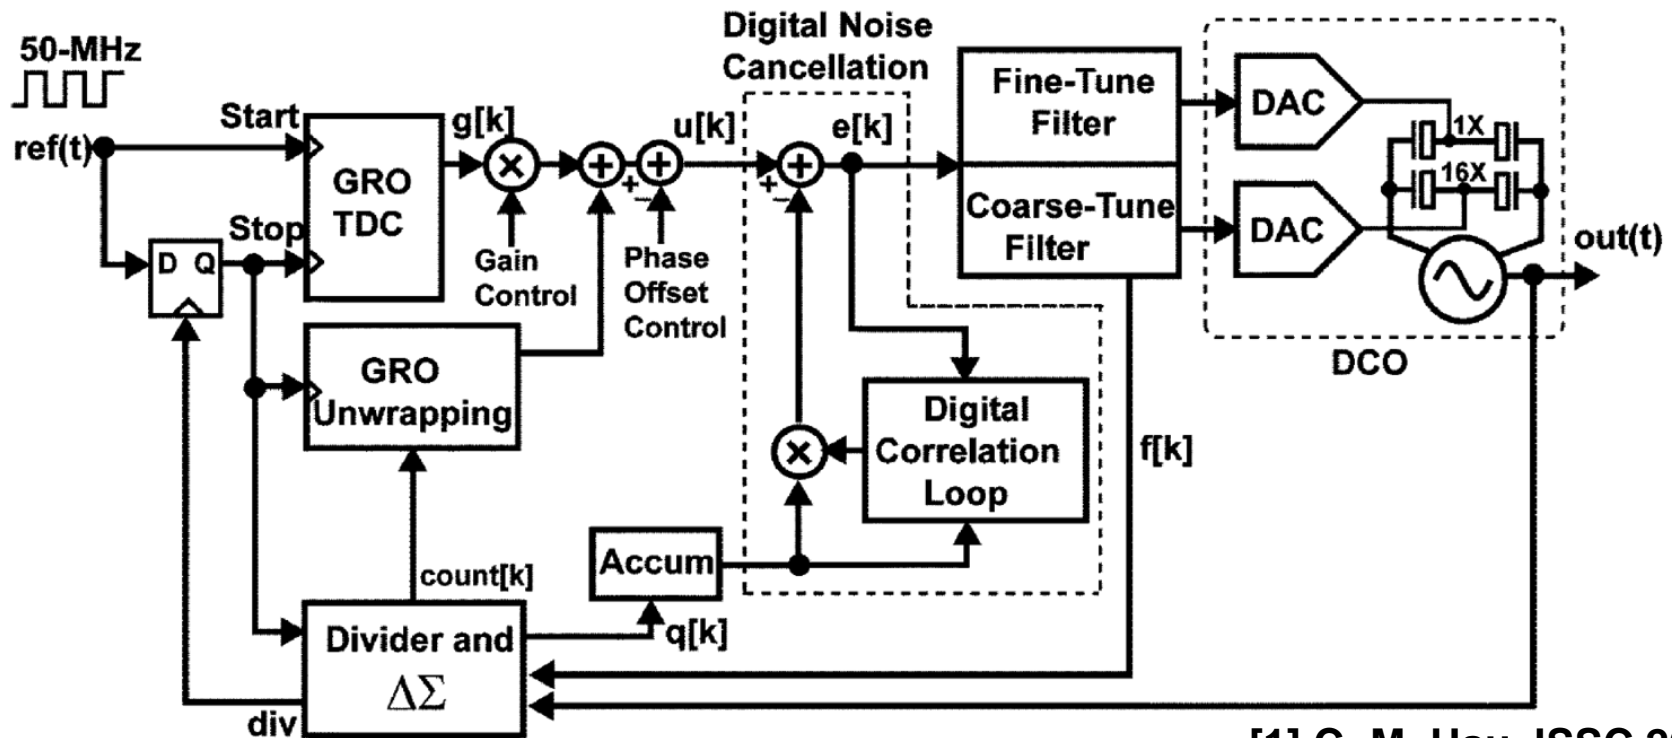 50-MHz
ref(t)
Start
Stop
D Q
GRO
TDC
g[k]
×
Gain
Control
+
+
+
−
Phase
Offset
Control
u[k]
Digital Noise
Cancellation
+
+
−
e[k]
Fine-Tune
Filter
Coarse-Tune
Filter
DAC
DAC
1X
16X
out(t)
DCO
GRO
Unwrapping
×
Digital
Correlation
Loop
f[k]
count[k]
Accum
q[k]
Divider and
ΔΣ
div